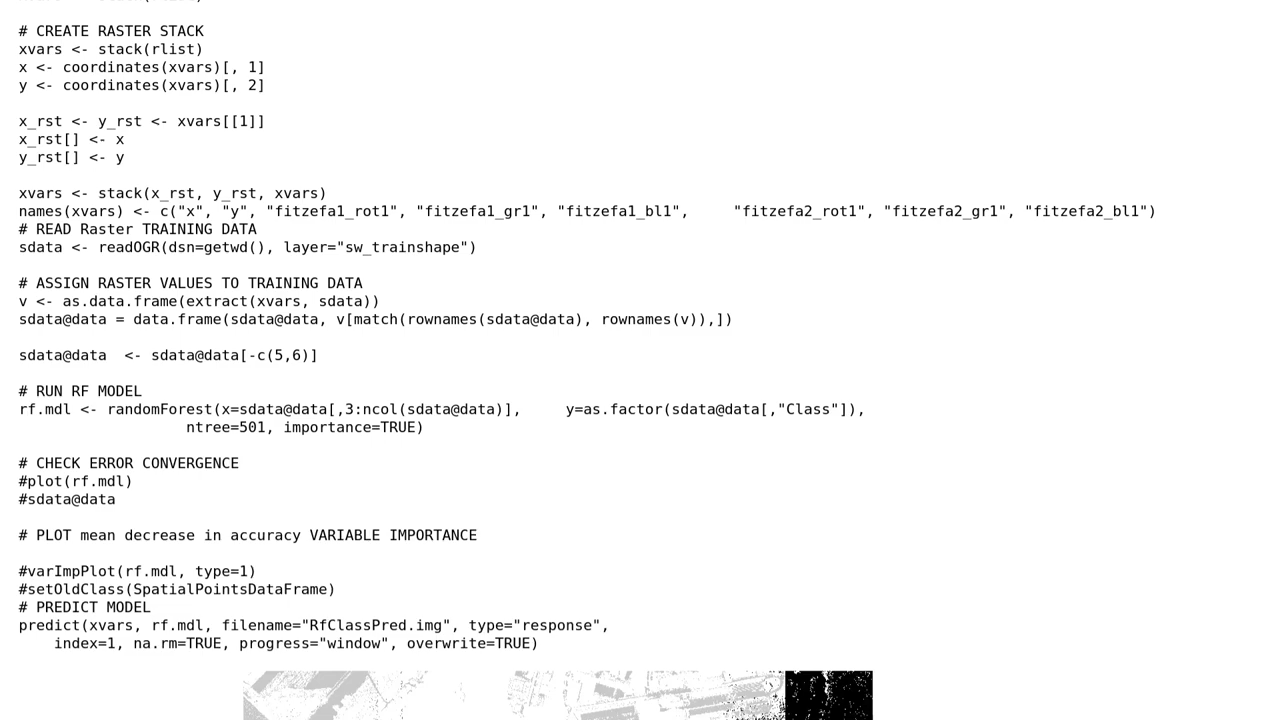 # CREATE RASTER STACK
xvars <- stack(rlist)
x <- coordinates(xvars)[, 1]
y <- coordinates(xvars)[, 2]
x_rst <- y_rst <- xvars[[1]]
x_rst[] <- x
y_rst[] <- y
xvars <- stack(x_rst, y_rst, xvars)
names(xvars) <- c("x", "y", "fitzefa1_rot1", "fitzefa1_gr1", "fitzefa1_bl1",     "fitzefa2_rot1", "fitzefa2_gr1", "fitzefa2_bl1")
# READ Raster TRAINING DATA
sdata <- readOGR(dsn=getwd(), layer="sw_trainshape")
# ASSIGN RASTER VALUES TO TRAINING DATA
v <- as.data.frame(extract(xvars, sdata))
sdata@data = data.frame(sdata@data, v[match(rownames(sdata@data), rownames(v)),])
sdata@data  <- sdata@data[-c(5,6)]
# RUN RF MODEL
rf.mdl <- randomForest(x=sdata@data[,3:ncol(sdata@data)],     y=as.factor(sdata@data[,"Class"]),
                   ntree=501, importance=TRUE)
# CHECK ERROR CONVERGENCE
#plot(rf.mdl)
#sdata@data
# PLOT mean decrease in accuracy VARIABLE IMPORTANCE
#varImpPlot(rf.mdl, type=1)
#setOldClass(SpatialPointsDataFrame)
# PREDICT MODEL
predict(xvars, rf.mdl, filename="RfClassPred.img", type="response",
    index=1, na.rm=TRUE, progress="window", overwrite=TRUE)